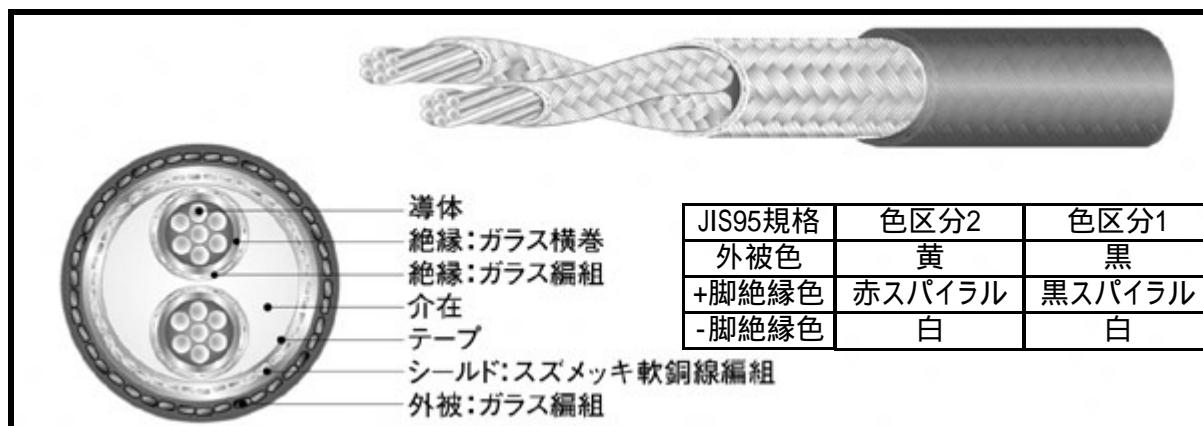 導体
絶縁：ガラス横巻
絶縁：ガラス編組
介在
テープ
シールド：スズメッキ軟銅線編組
外被：ガラス編組
JIS95規格 色区分2 色区分1
外被色 黄 黒
+脚絶縁色 赤スパイラル 黒スパイラル
-脚絶縁色 白 白